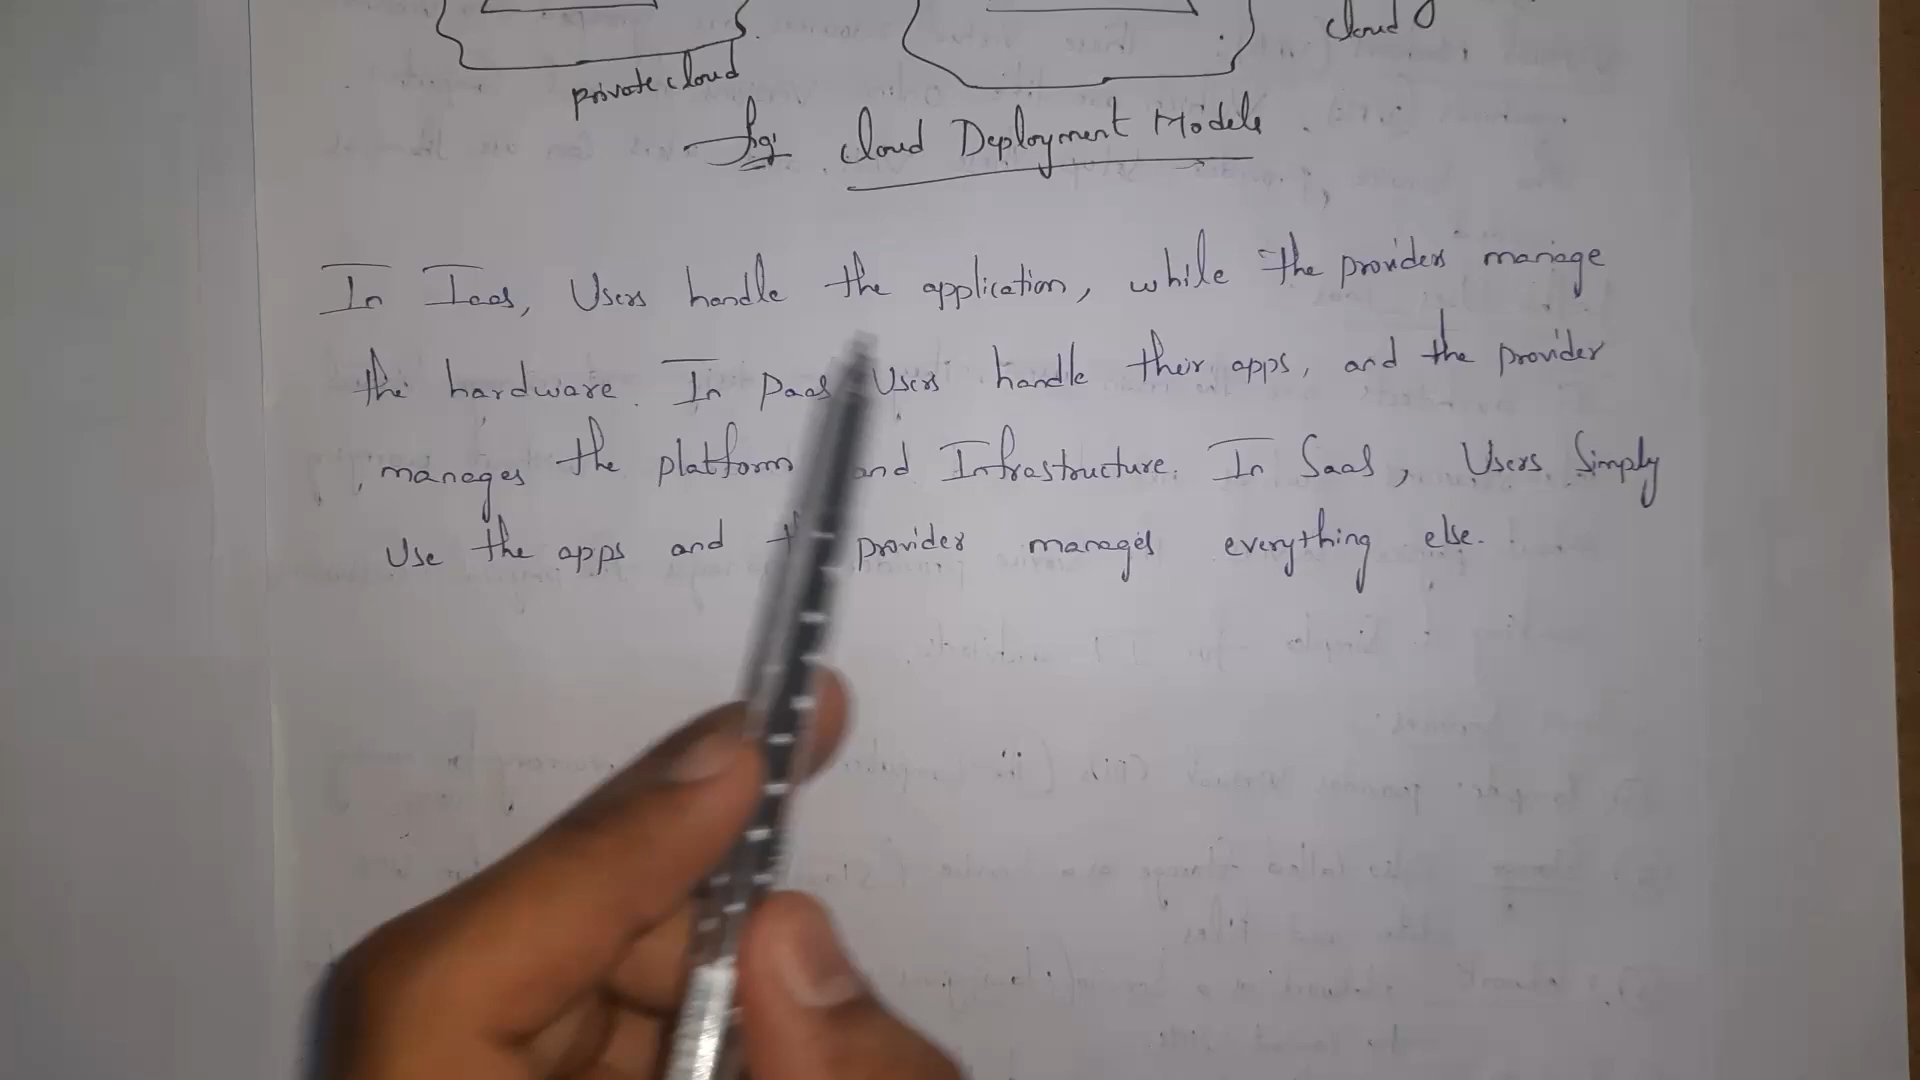 cloud
private cloud
fig: Cloud Deployment Models.
In Iaas, Users handle the application, while the providers manage
the hardware. In Paas Users handle their apps, and the provider
manages the platform and Infrastructure. In Saas, Users Simply
Use the apps and provider manages everything else.